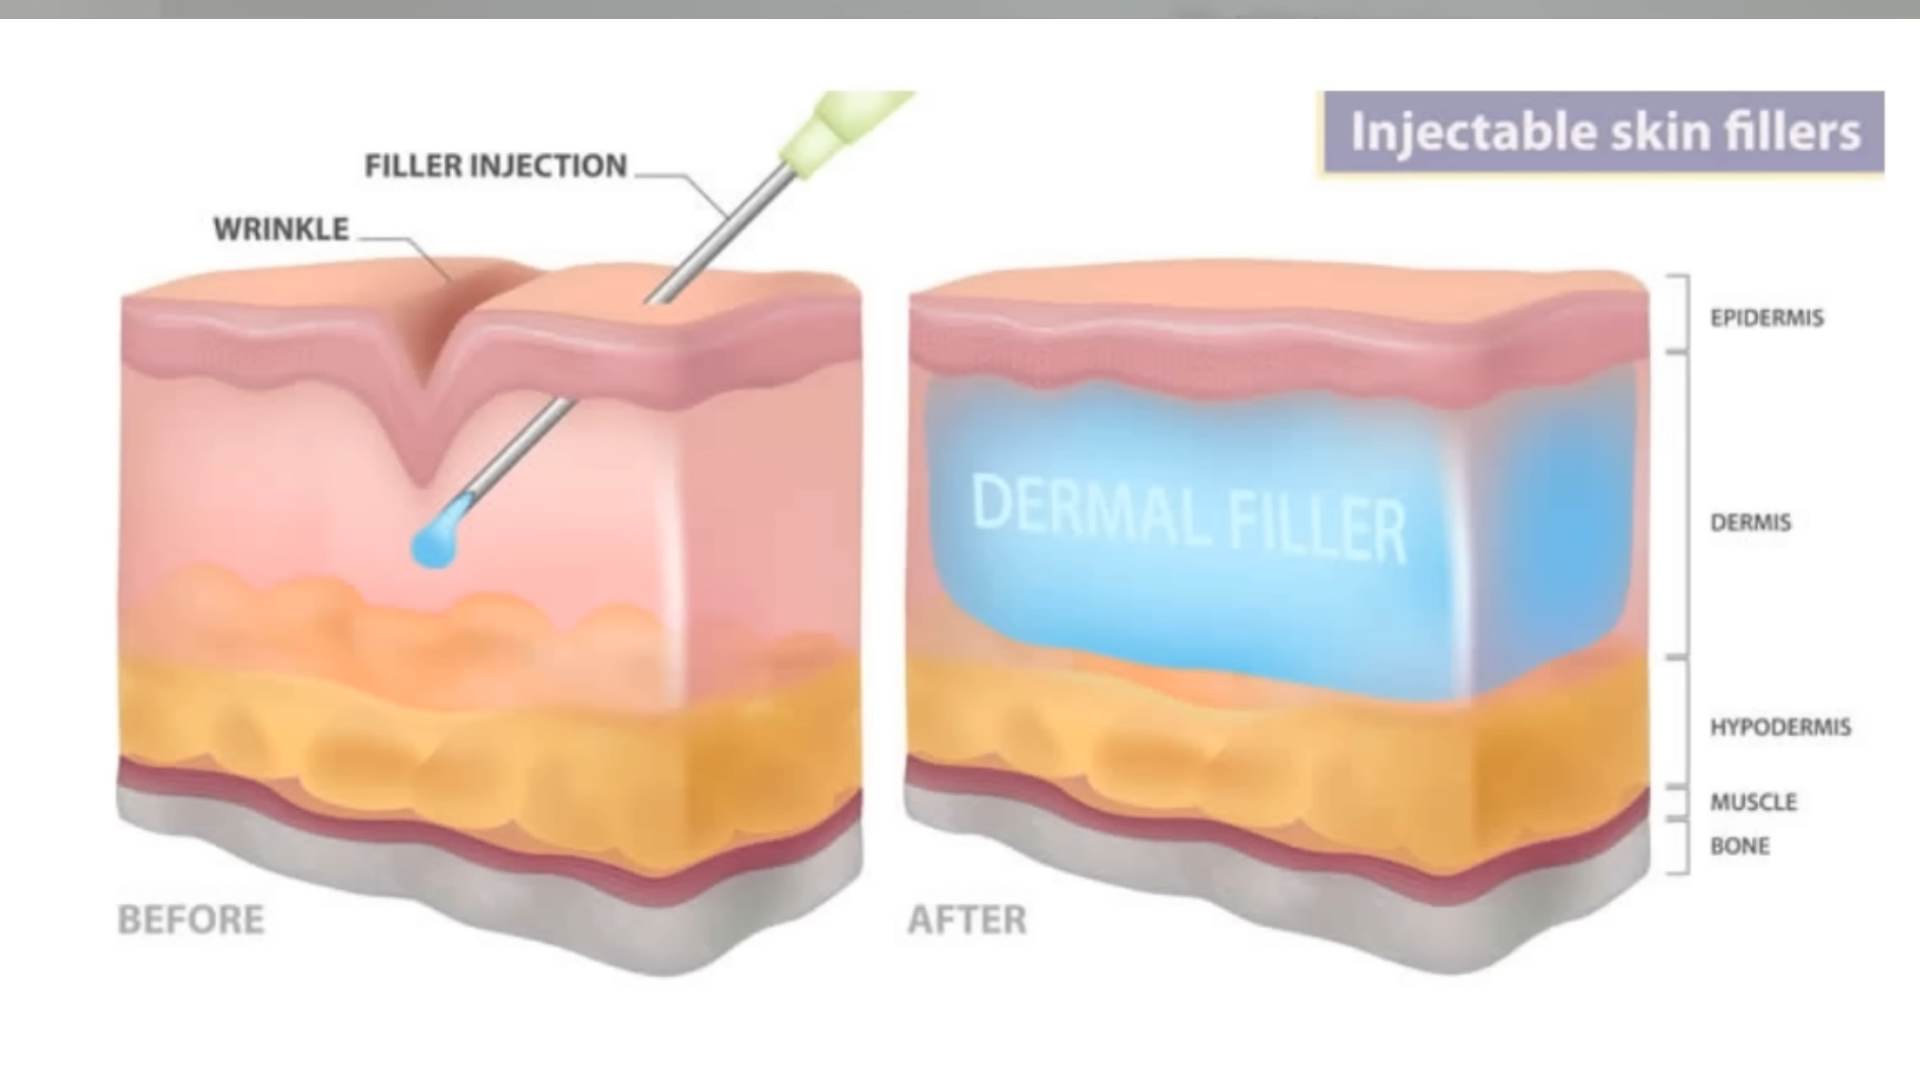 Injectable skin fillers
FILLER INJECTION
WRINKLE
DERMAL FILLER
EPIDERMIS
DERMIS
HYPODERMIS
MUSCLE
BONE
BEFORE
AFTER